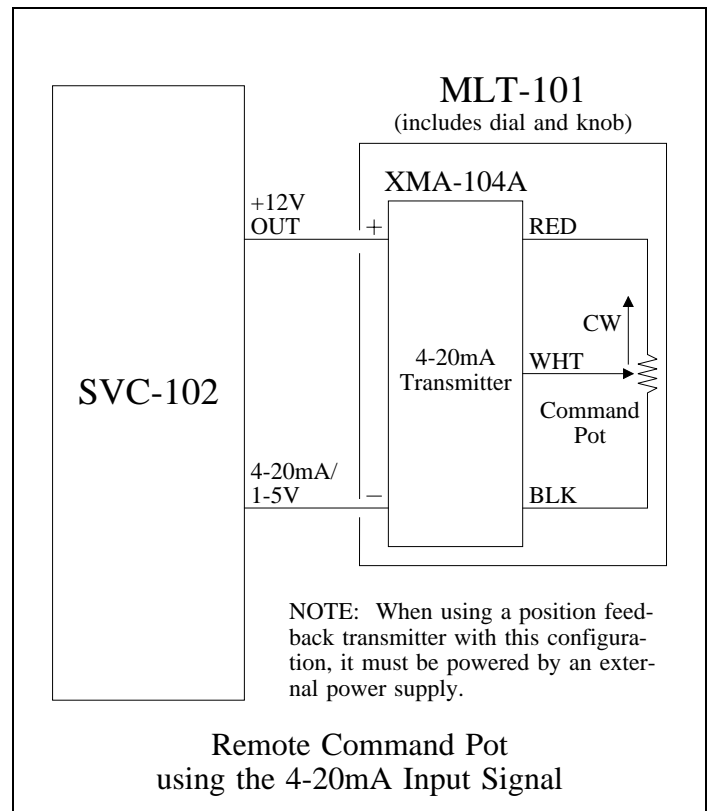 MLT-101
(includes dial and knob)
XMA-104A
+12V
OUT
+
RED
CW
SVC-102
4-20mA
Transmitter
WHT
Command
Pot
4-20mA/
1-5V
−
BLK
NOTE: When using a position feed-
back transmitter with this configura-
tion, it must be powered by an exter-
nal power supply.
Remote Command Pot
using the 4-20mA Input Signal